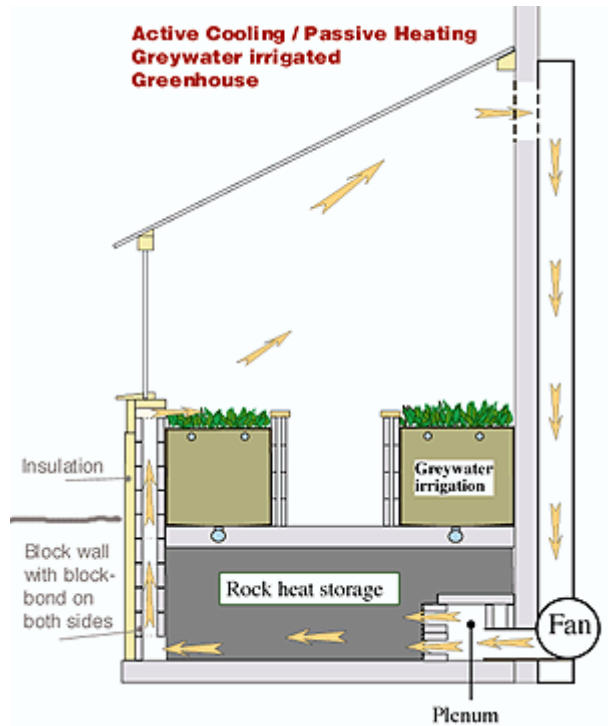 Active Cooling / Passive Heating
Greywater irrigated
Greenhouse
Insulation
Greywater
irrigation
Block wall
with block-
bond on
both sides
Rock heat storage
Fan
Plenum